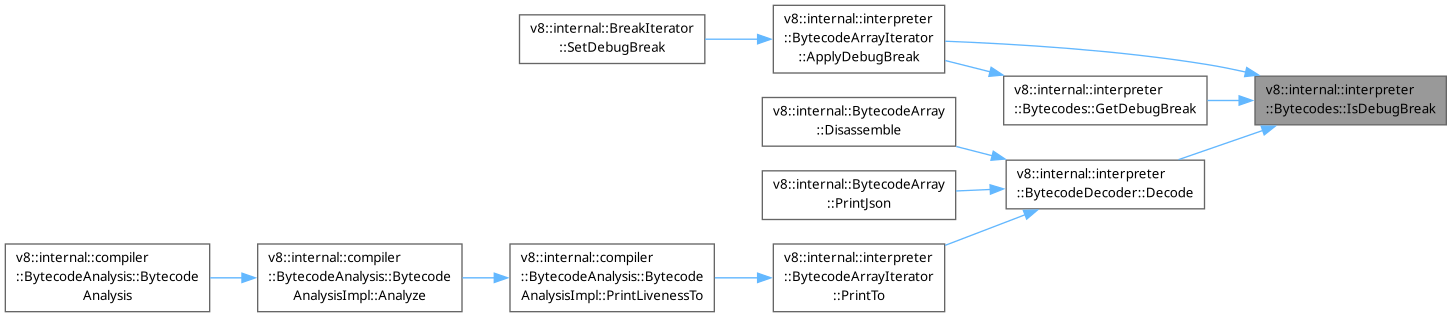 v8::internal::BreakIterator
::SetDebugBreak
v8::internal::interpreter
::BytecodeArrayIterator
::ApplyDebugBreak
v8::internal::interpreter
::Bytecodes::GetDebugBreak
v8::internal::interpreter
::Bytecodes::IsDebugBreak
v8::internal::BytecodeArray
::Disassemble
v8::internal::BytecodeArray
::PrintJson
v8::internal::interpreter
::BytecodeDecoder::Decode
v8::internal::compiler
::BytecodeAnalysis::Bytecode
Analysis
v8::internal::compiler
::BytecodeAnalysis::Bytecode
AnalysisImpl::Analyze
v8::internal::compiler
::BytecodeAnalysis::Bytecode
AnalysisImpl::PrintLivenessTo
v8::internal::interpreter
::BytecodeArrayIterator
::PrintTo